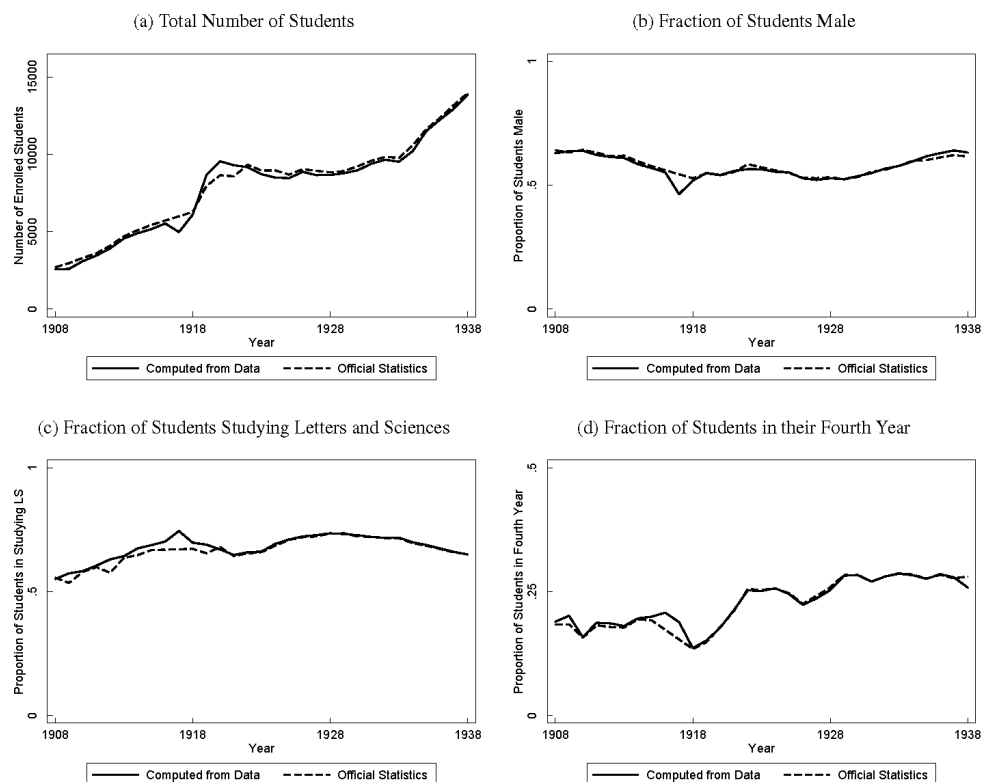 (a) Total Number of Students
Number of Enrolled Students
15000
10000
5000
0
1908
1918
1928
1938
Year
Computed from Data
Official Statistics
(b) Fraction of Students Male
Proportion of Students Male
1
.5
0
1908
1918
1928
1938
Year
Computed from Data
Official Statistics
(c) Fraction of Students Studying Letters and Sciences
Proportion of Students in Studying LS
1
.5
0
1908
1918
1928
1938
Year
Computed from Data
Official Statistics
(d) Fraction of Students in their Fourth Year
Proportion of Students in Fourth Year
.5
.25
0
1908
1918
1928
1938
Year
Computed from Data
Official Statistics